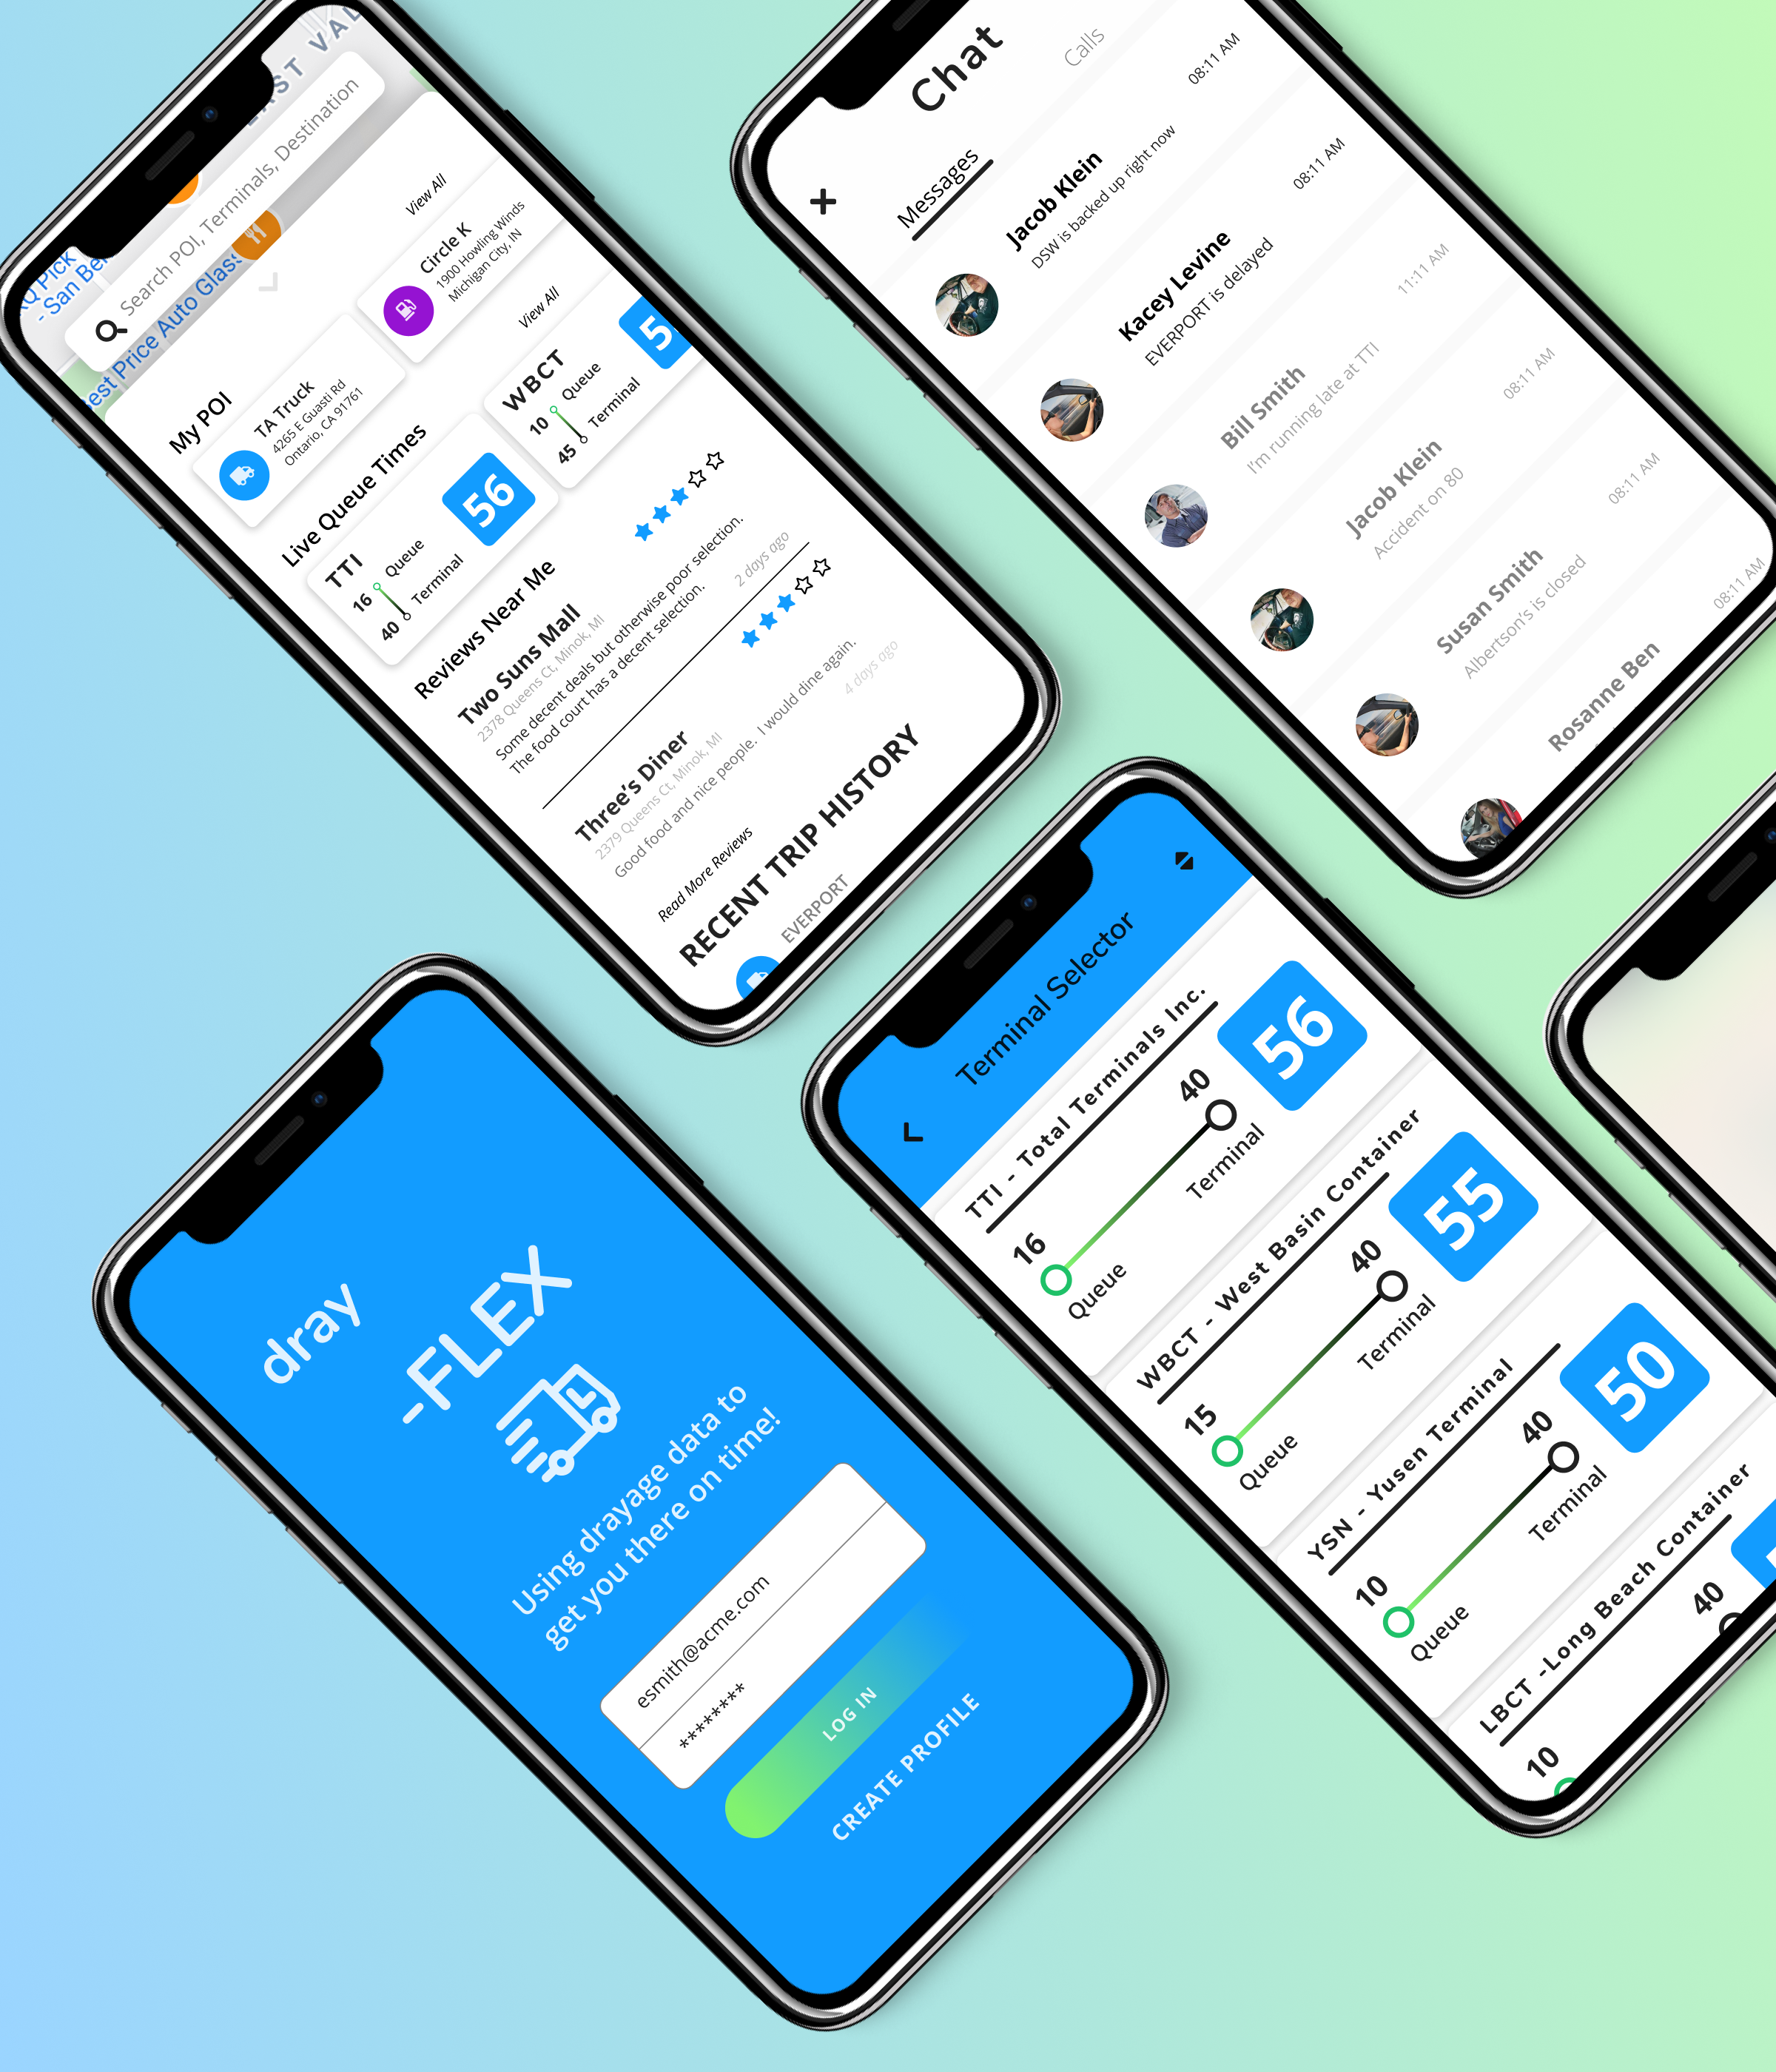 EAST VAL
Search POI, Terminals, Destination
Q PICK
- San Be
Best Price Auto Glass
My POI
View All
TA Truck
4265 E Guasti Rd
Ontario, CA 91761
Circle K
1900 Howling Winds
Michigan City, IN
Live Queue Times
View All
TTI
16 Queue
40 Terminal
56
WBCT
10 Queue
45 Terminal
5
Reviews Near Me
Two Suns Mall
2378 Queens Ct, Minok, MI
Some decent deals but otherwise poor selection.
The food court has a decent selection.
2 days ago
Three's Diner
2379 Queens Ct, Minok, MI
Good food and nice people. I would dine again.
4 days ago
Read More Reviews
RECENT TRIP HISTORY
EVERPORT
+
Chat
Messages
Calls
Jacob Klein
08:11 AM
DSW is backed up right now
Kacey Levine
08:11 AM
EVERPORT is delayed
Bill Smith
11:11 AM
I'm running late at TTI
Jacob Klein
08:11 AM
Accident on 80
Susan Smith
08:11 AM
Albertson's is closed
Rosanne Ben
08:11 AM
dray
-FLEX
Using drayage data to
get you there on time!
esmith@acme.com
********
LOG IN
CREATE PROFILE
Terminal Selector
TTI - Total Terminals Inc.
16 40
Queue Terminal
56
WBCT - West Basin Container
15 40
Queue Terminal
55
YSN - Yusen Terminal
10 40
Queue Terminal
50
LBCT -Long Beach Container
10 40